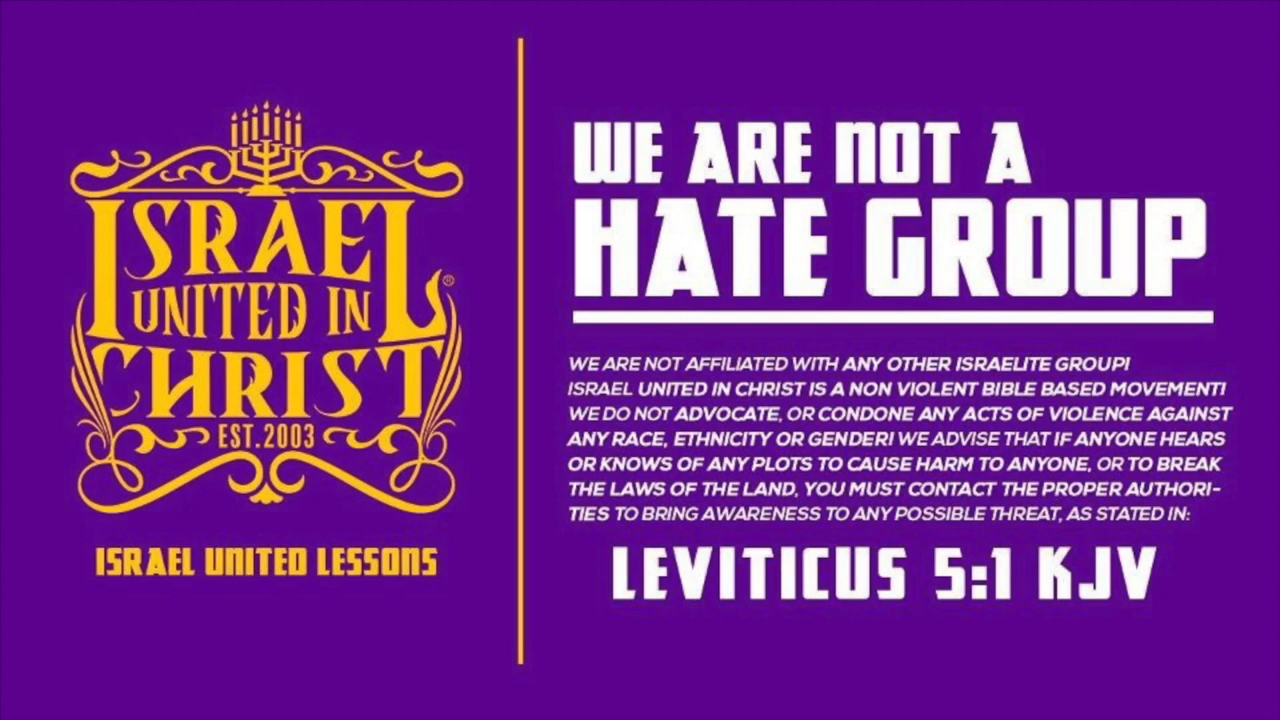 ISRAEL
UNITED IN
CHRIST
EST.2003
ISRAEL UNITED LESSONS
WE ARE NOT A
HATE GROUP
WE ARE NOT AFFILIATED WITH ANY OTHER ISRAELITE GROUP!
ISRAEL UNITED IN CHRIST IS A NON VIOLENT BIBLE BASED MOVEMENT!
WE DO NOT ADVOCATE, OR CONDONE ANY ACTS OF VIOLENCE AGAINST
ANY RACE, ETHNICITY OR GENDER! WE ADVISE THAT IF ANYONE HEARS
OR KNOWS OF ANY PLOTS TO CAUSE HARM TO ANYONE, OR TO BREAK
THE LAWS OF THE LAND, YOU MUST CONTACT THE PROPER AUTHORI-
TIES TO BRING AWARENESS TO ANY POSSIBLE THREAT, AS STATED IN:
LEVITICUS 5:1 KJV